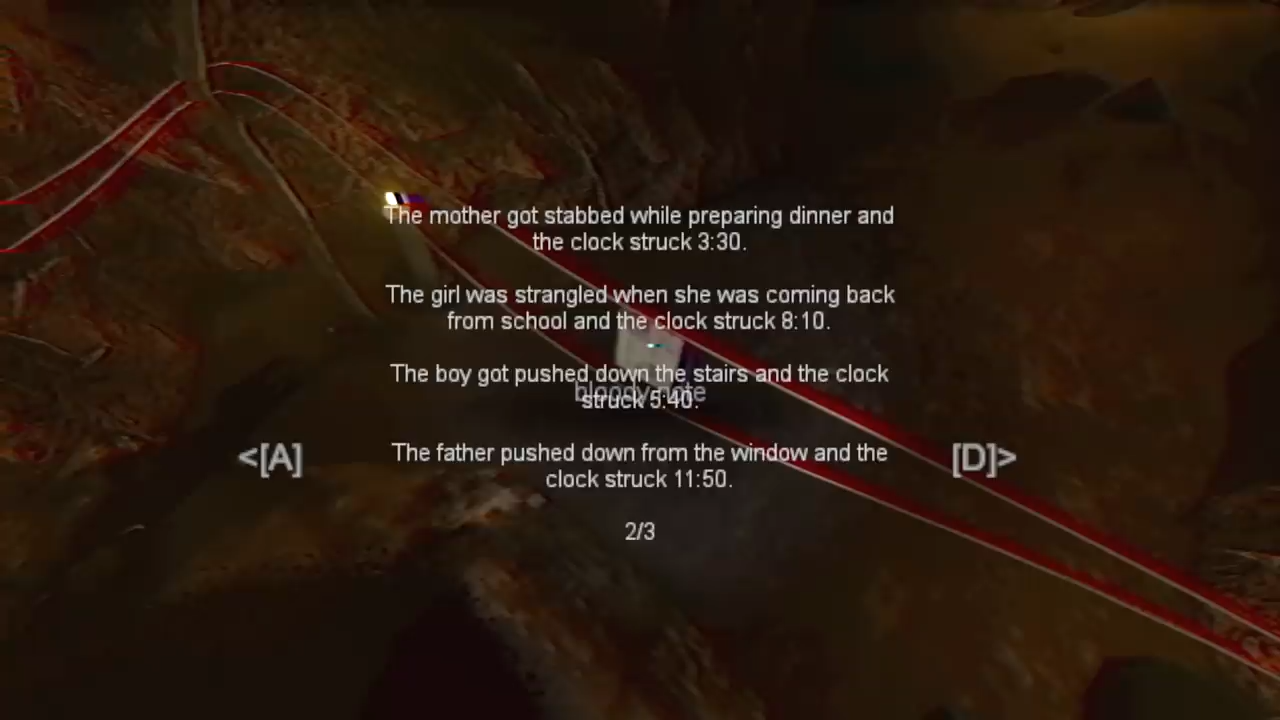 The mother got stabbed while preparing dinner and
the clock struck 3:30.
The girl was strangled when she was coming back
from school and the clock struck 8:10.
The boy got pushed down the stairs and the clock
struck 5:40.
bloody note
The father pushed down from the window and the
clock struck 11:50.
<[A]
[D]>
2/3